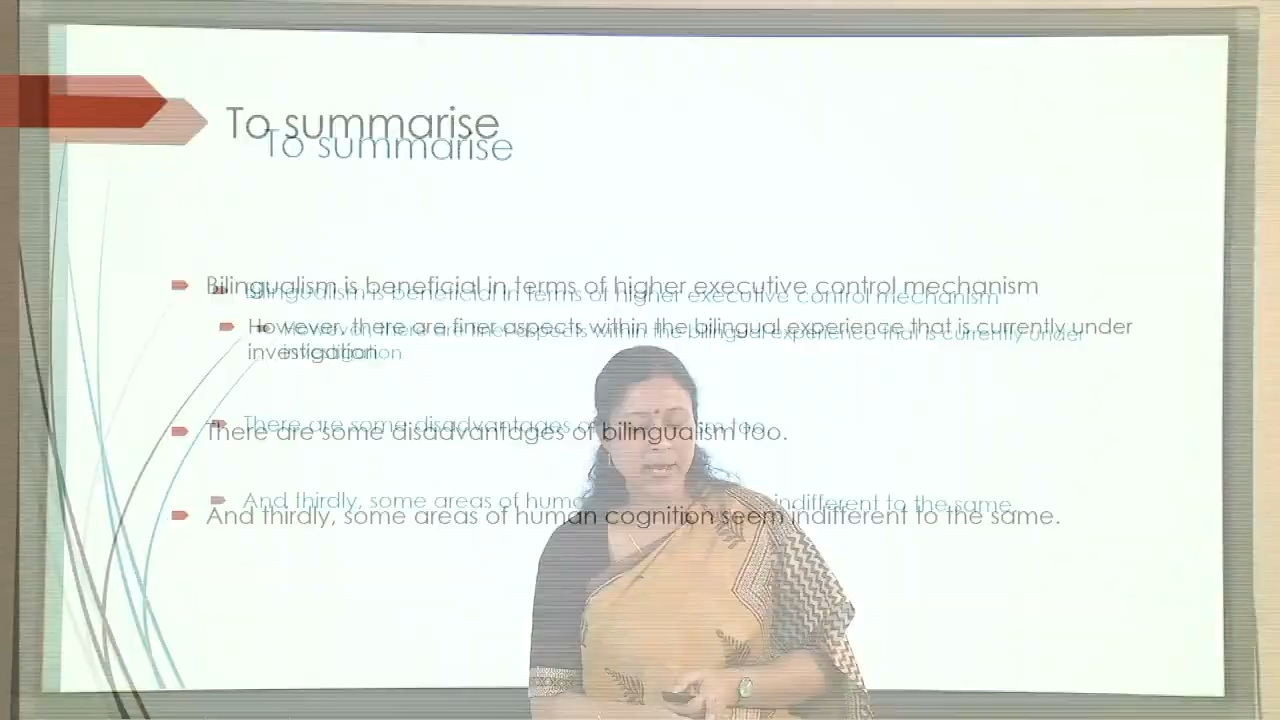 To summarise
Bilingualism is beneficial in terms of higher executive control mechanism
However, there are finer aspects within the bilingual experience that is currently under
investigation
There are some disadvantages of bilingualism too.
And thirdly, some areas of human cognition seem indifferent to the same.